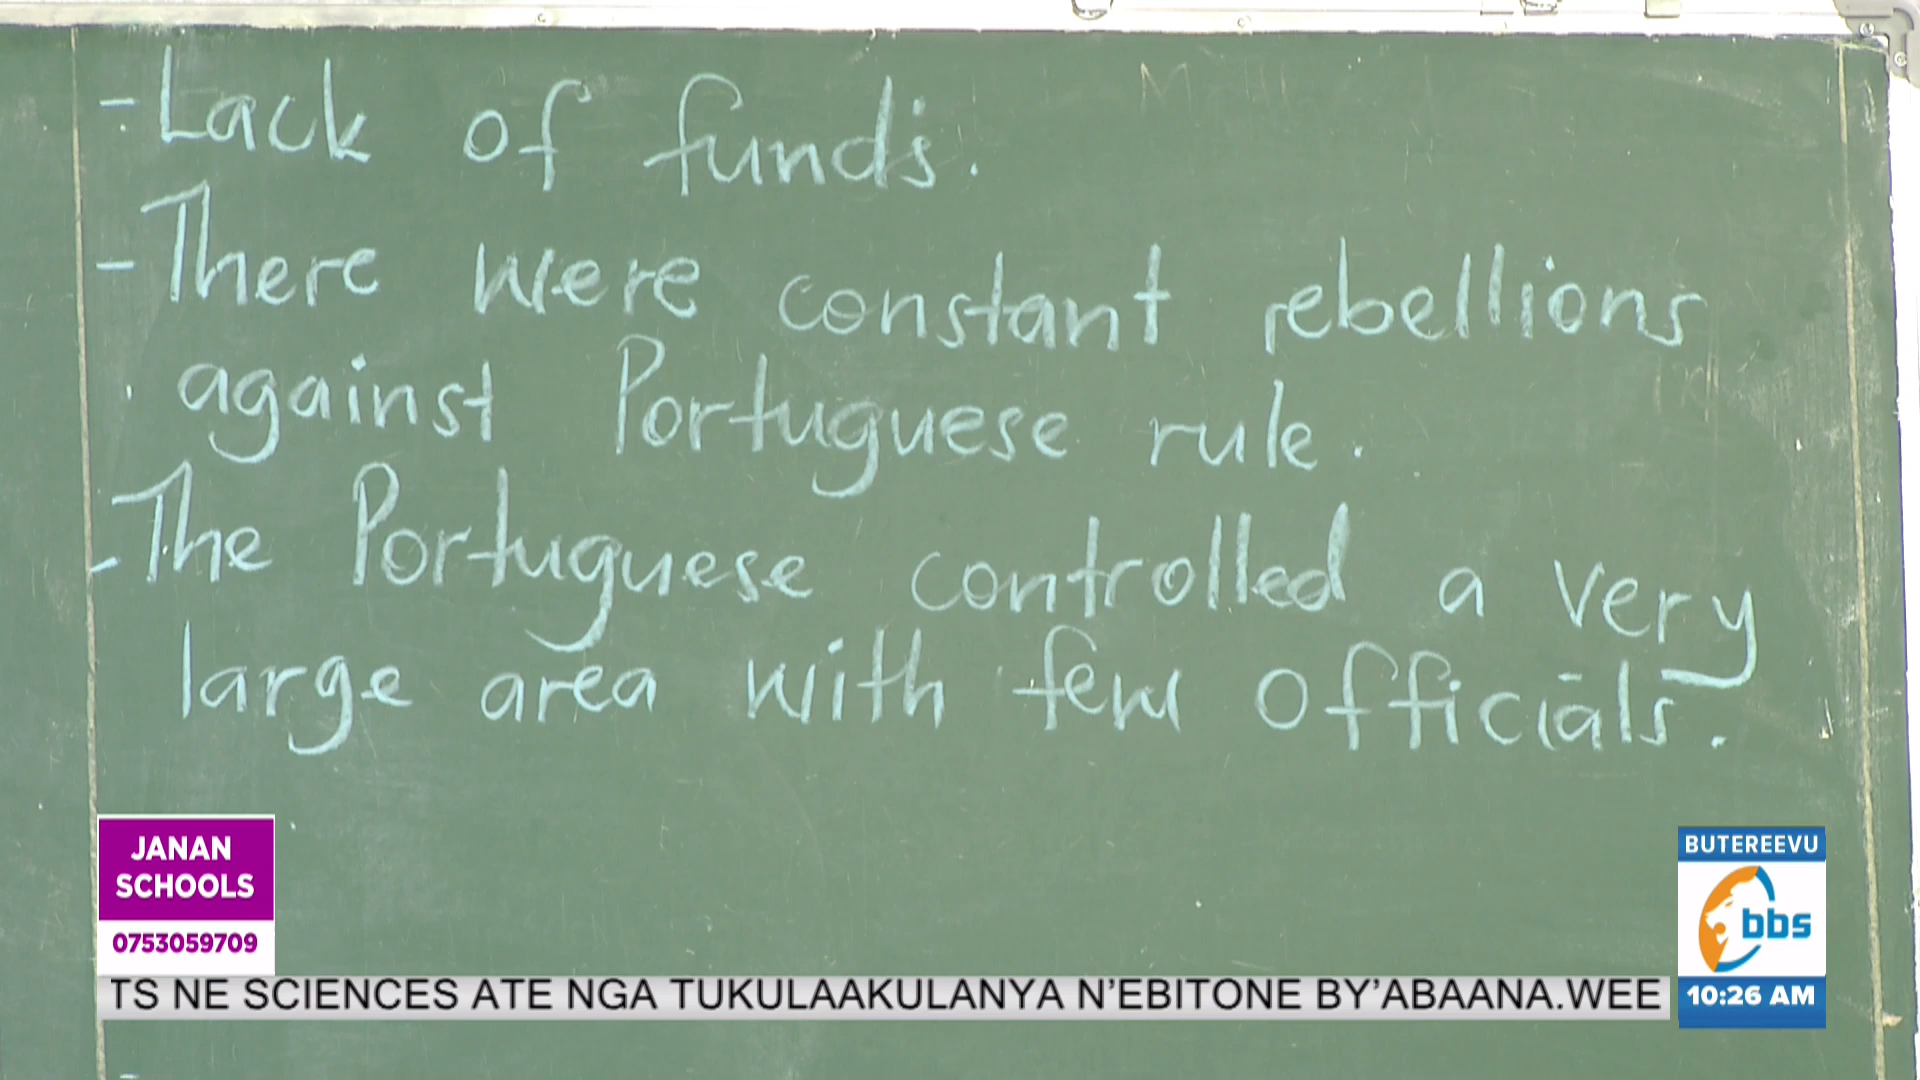 - Lack of funds.
- There were constant rebellions
against Portuguese rule.
- The Portuguese controlled a very
large area with few officials.
JANAN
SCHOOLS
0753059709
BUTEREEVU
bbs
10:26 AM
TS NE SCIENCES ATE NGA TUKULAAKULANYA N'EBITONE BY'ABAANA.WEE